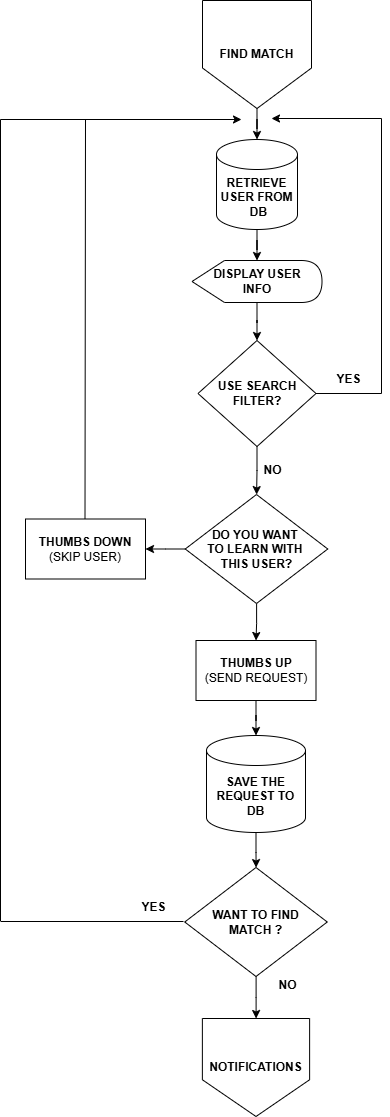 FIND MATCH
RETRIEVE
USER FROM
DB
DISPLAY USER
INFO
USE SEARCH
FILTER?
YES
NO
DO YOU WANT
TO LEARN WITH
THIS USER?
THUMBS DOWN
(SKIP USER)
THUMBS UP
(SEND REQUEST)
SAVE THE
REQUEST TO
DB
YES
WANT TO FIND
MATCH ?
NO
NOTIFICATIONS